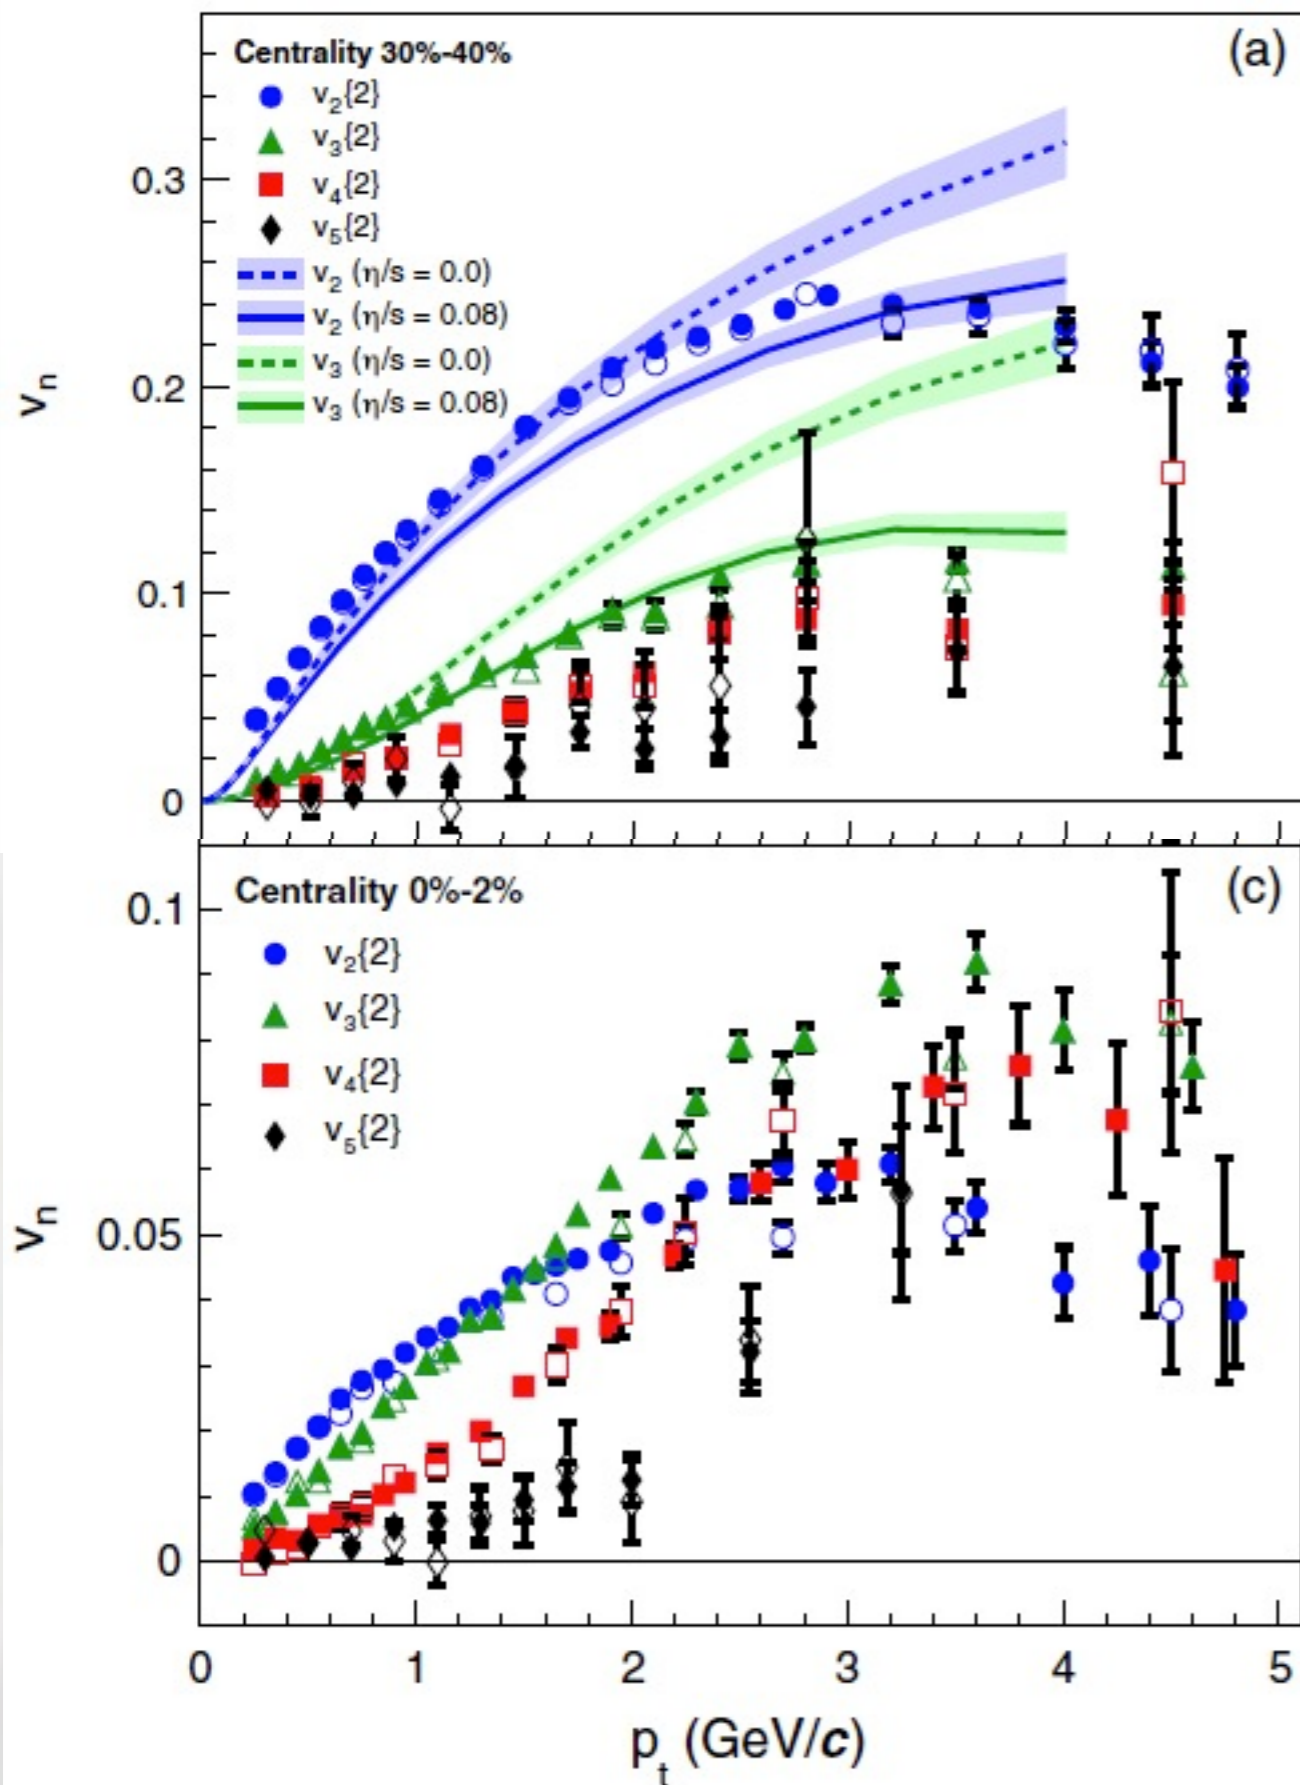 (a)
Centrality 30%-40%
v₂{2}
v₃{2}
v₄{2}
v₅{2}
v₂ (η/s = 0.0)
v₂ (η/s = 0.08)
v₃ (η/s = 0.0)
v₃ (η/s = 0.08)
0.3
0.2
0.1
0
vₙ
(c)
Centrality 0%-2%
v₂{2}
v₃{2}
v₄{2}
v₅{2}
0.1
0.05
0
vₙ
0 1 2 3 4 5
pₜ (GeV/c)